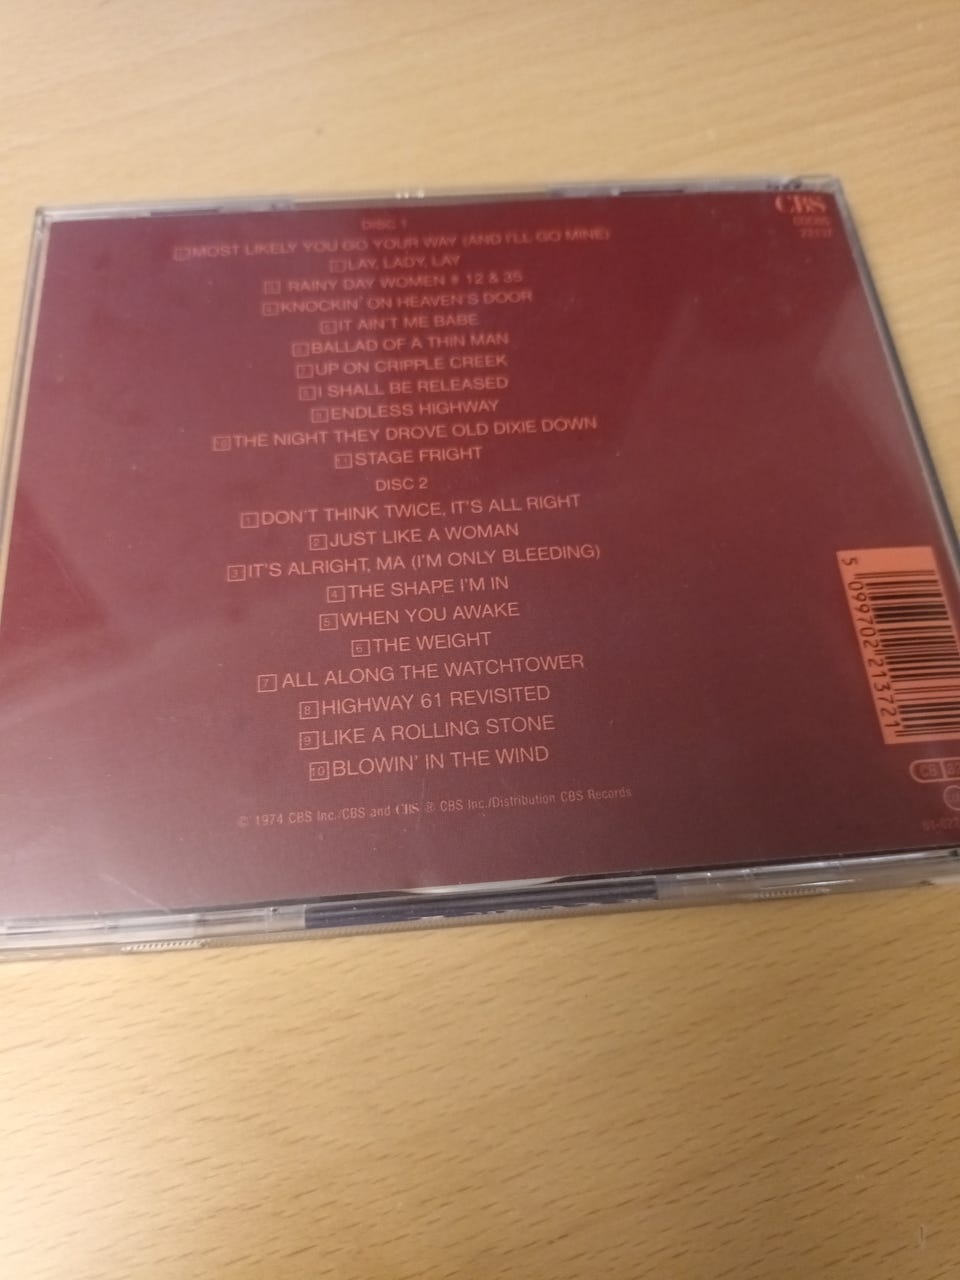 CBS
DISC 1
MOST LIKELY YOU GO YOUR WAY (AND I'LL GO MINE)
LAY, LADY, LAY
RAINY DAY WOMEN # 12 & 35
4 KNOCKIN' ON HEAVEN'S DOOR
IT AIN'T ME BABE
BALLAD OF A THIN MAN
7 UP ON CRIPPLE CREEK
8 I SHALL BE RELEASED
9 ENDLESS HIGHWAY
10 THE NIGHT THEY DROVE OLD DIXIE DOWN
11 STAGE FRIGHT
DISC 2
1 DON'T THINK TWICE, IT'S ALL RIGHT
2 JUST LIKE A WOMAN
3 IT'S ALRIGHT, MA (I'M ONLY BLEEDING)
4 THE SHAPE I'M IN
5 WHEN YOU AWAKE
6 THE WEIGHT
7 ALL ALONG THE WATCHTOWER
8 HIGHWAY 61 REVISITED
9 LIKE A ROLLING STONE
10 BLOWIN' IN THE WIND
© 1974 CBS Inc./CBS and CBS ® CBS Inc./Distribution CBS Records
5 099702 213721
CB